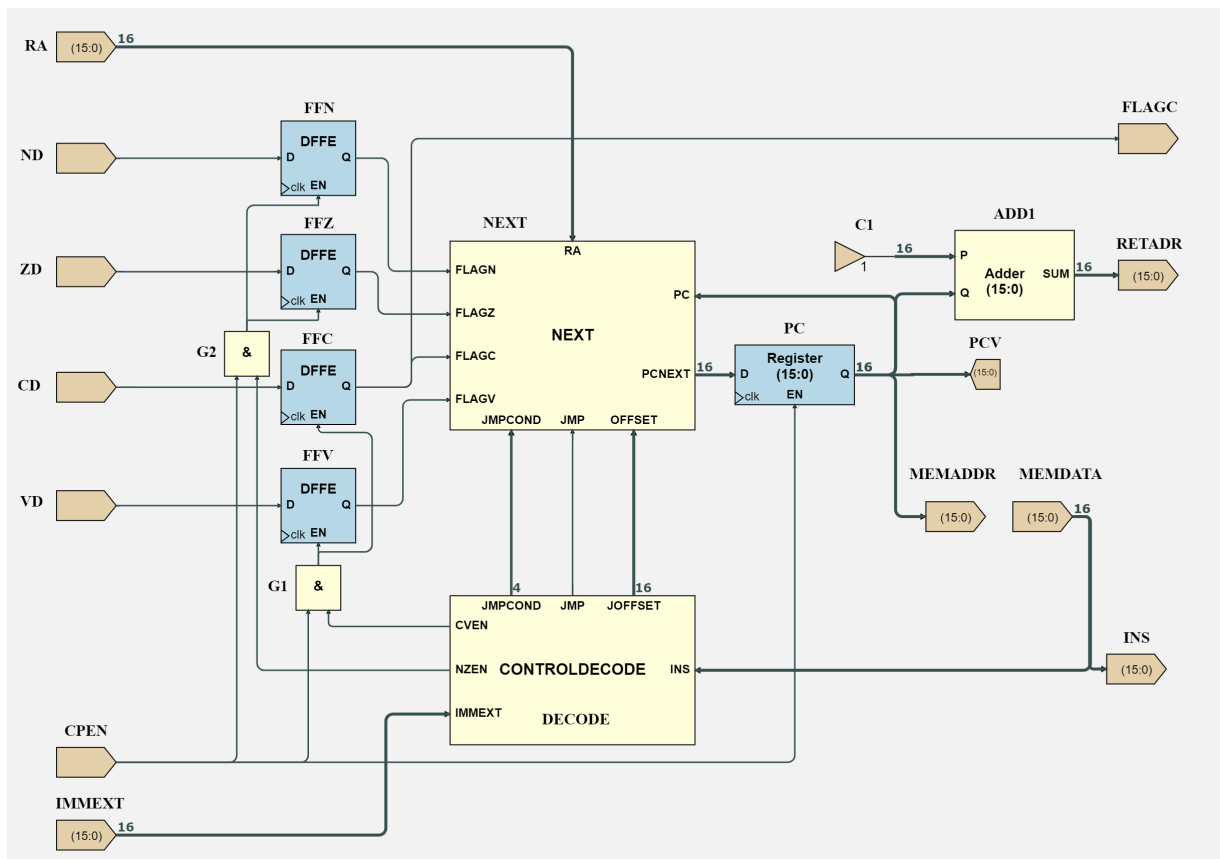 RA
(15:0)
16
FFN
DFFE
D
Q
clk
EN
ND
FLAGC
FFZ
DFFE
D
Q
clk
EN
ZD
NEXT
RA
FLAGN
FLAGZ
FLAGC
FLAGV
NEXT
PC
PCNEXT
16
JMPCOND
JMP
OFFSET
C1
1
16
ADD1
P
Q
Adder
(15:0)
SUM
16
RETADR
(15:0)
G2
&
FFC
DFFE
D
Q
clk
EN
CD
PC
Register
(15:0)
D
Q
clk
EN
16
PCV
(15:0)
FFV
DFFE
D
Q
clk
EN
VD
MEMADDR
(15:0)
MEMDATA
(15:0)
16
G1
&
4
16
JMPCOND
JMP
JOFFSET
CVEN
NZEN
CONTROLDECODE
INS
IMMEXT
DECODE
INS
(15:0)
CPEN
IMMEXT
(15:0)
16